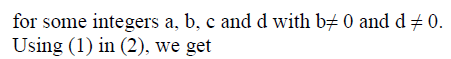 for some integers a, b, c and d with b≠ 0 and d ≠ 0.
Using (1) in (2), we get